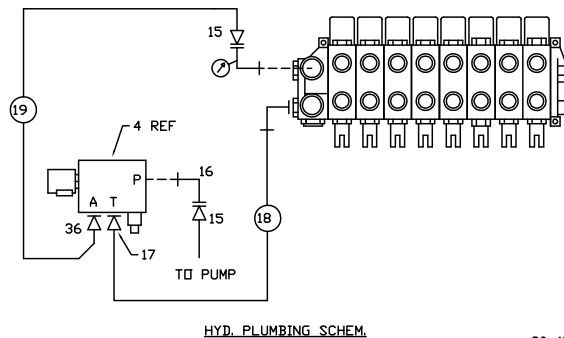 15
19
4 REF
P
16
A T
36
15
18
17
TO PUMP
HYD. PLUMBING SCHEM.